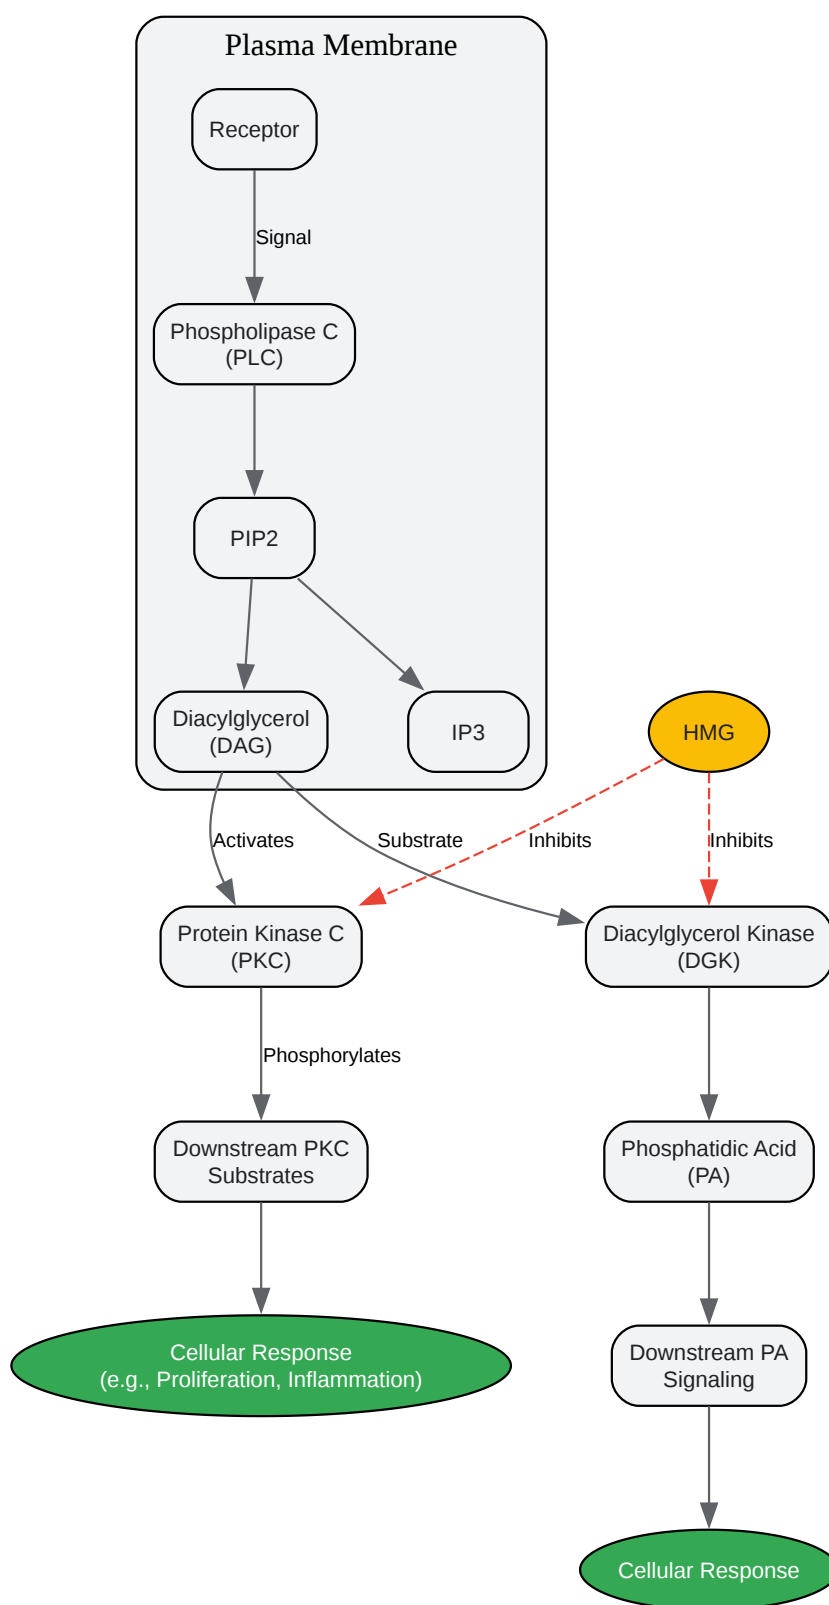 Plasma Membrane
Receptor
Signal
Phospholipase C
(PLC)
PIP2
Diacylglycerol
(DAG)
IP3
HMG
Activates
Substrate
Inhibits
Inhibits
Protein Kinase C
(PKC)
Diacylglycerol Kinase
(DGK)
Phosphorylates
Downstream PKC
Substrates
Phosphatidic Acid
(PA)
Cellular Response
(e.g., Proliferation, Inflammation)
Downstream PA
Signaling
Cellular Response